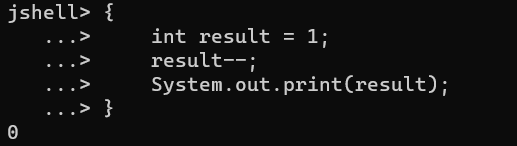 jshell> {
   ...>     int result = 1;
   ...>     result--;
   ...>     System.out.print(result);
   ...> }
0